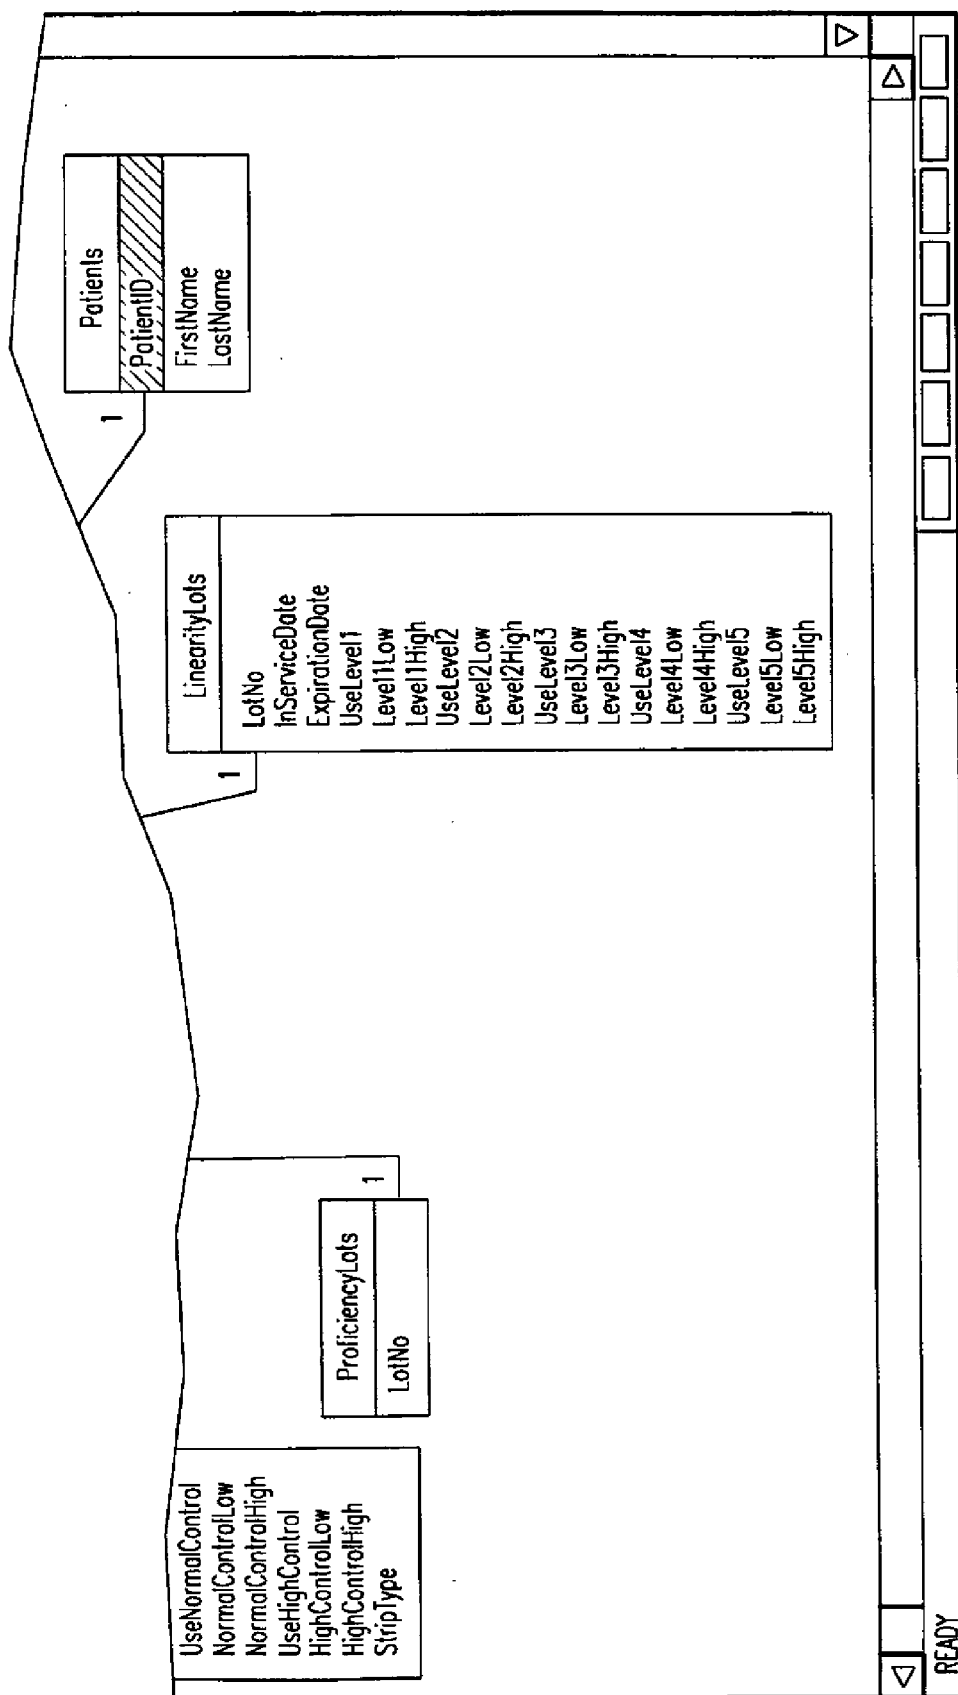 UseNormalControl
NormalControlLow
NormalControlHigh
UseHighControl
HighControlLow
HighControlHigh
StripType
ProficiencyLots
1
LotNo
LinearityLots
1
LotNo
InServiceDate
ExpirationDate
UseLevel1
Level1Low
Level1High
UseLevel2
Level2Low
Level2High
UseLevel3
Level3Low
Level3High
UseLevel4
Level4Low
Level4High
UseLevel5
Level5Low
Level5High
Patients
1
PatientID
FirstName
LastName
READY